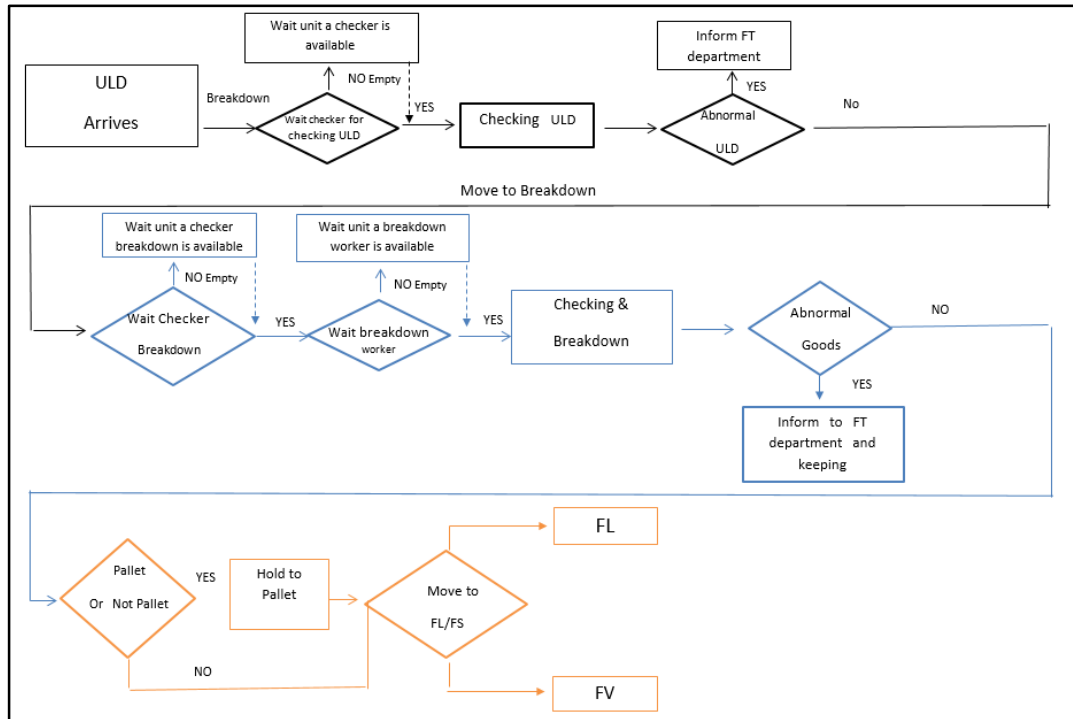 Wait unit a checker is
available
Inform FT
department
ULD
Arrives
Breakdown
NO Empty
YES
YES
Wait checker for
checking ULD
Checking ULD
Abnormal
ULD
No
Move to Breakdown
Wait unit a checker
breakdown is available
Wait unit a breakdown
worker is available
NO Empty
NO Empty
Wait Checker
Breakdown
YES
Wait breakdown
worker
YES
Checking &
Breakdown
Abnormal
Goods
NO
YES
Inform to FT
department and
keeping
FL
Pallet
Or Not Pallet
YES
Hold to
Pallet
Move to
FL/FS
NO
FV